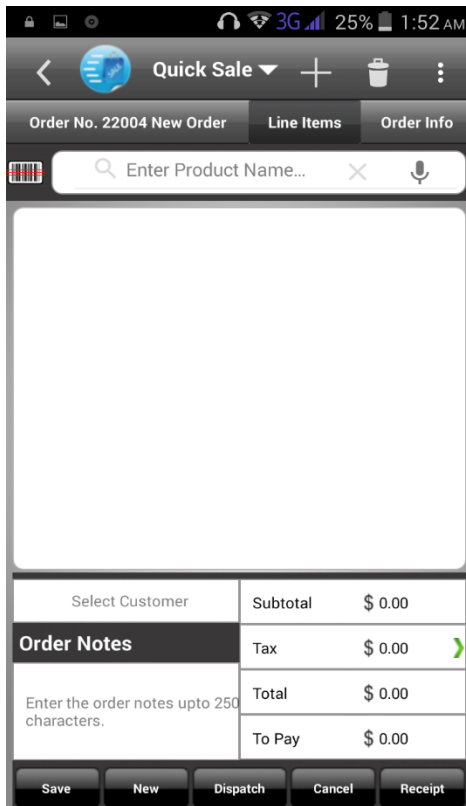 3G 25% 1:52 AM
Quick Sale
Order No. 22004 New Order Line Items Order Info
Enter Product Name...
Select Customer
Subtotal $ 0.00
Order Notes
Tax $ 0.00
Enter the order notes upto 250
characters.
Total $ 0.00
To Pay $ 0.00
Save New Dispatch Cancel Receipt